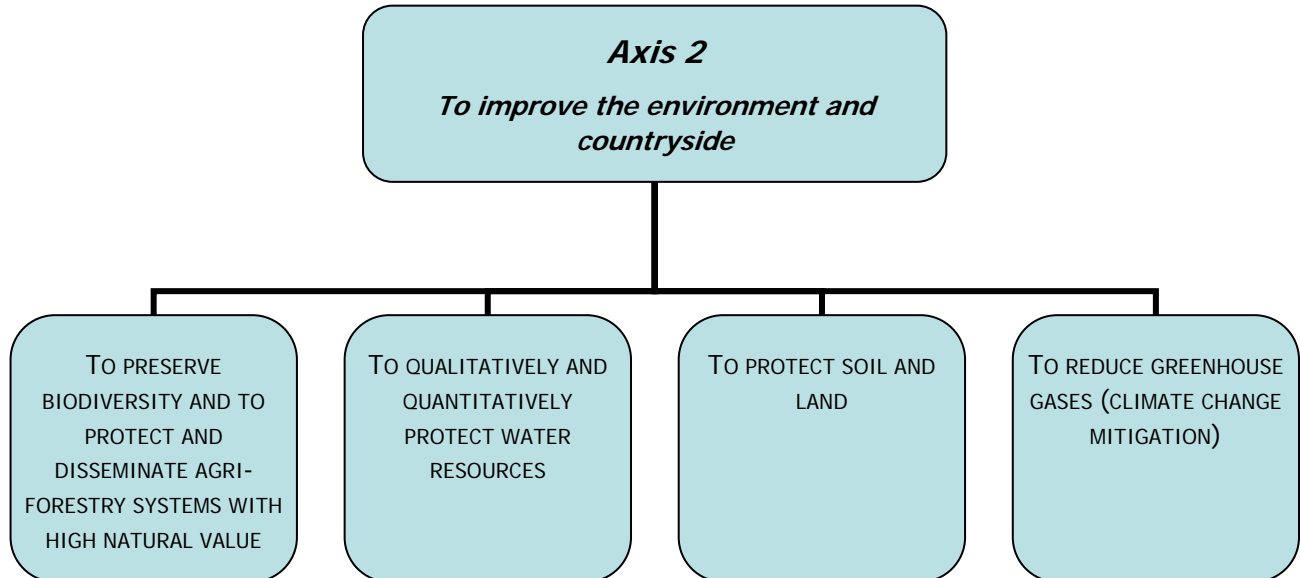 Axis 2
To improve the environment and
countryside
TO PRESERVE
BIODIVERSITY AND TO
PROTECT AND
DISSEMINATE AGRI-
FORESTRY SYSTEMS WITH
HIGH NATURAL VALUE
TO QUALITATIVELY AND
QUANTITATIVELY
PROTECT WATER
RESOURCES
TO PROTECT SOIL AND
LAND
TO REDUCE GREENHOUSE
GASES (CLIMATE CHANGE
MITIGATION)